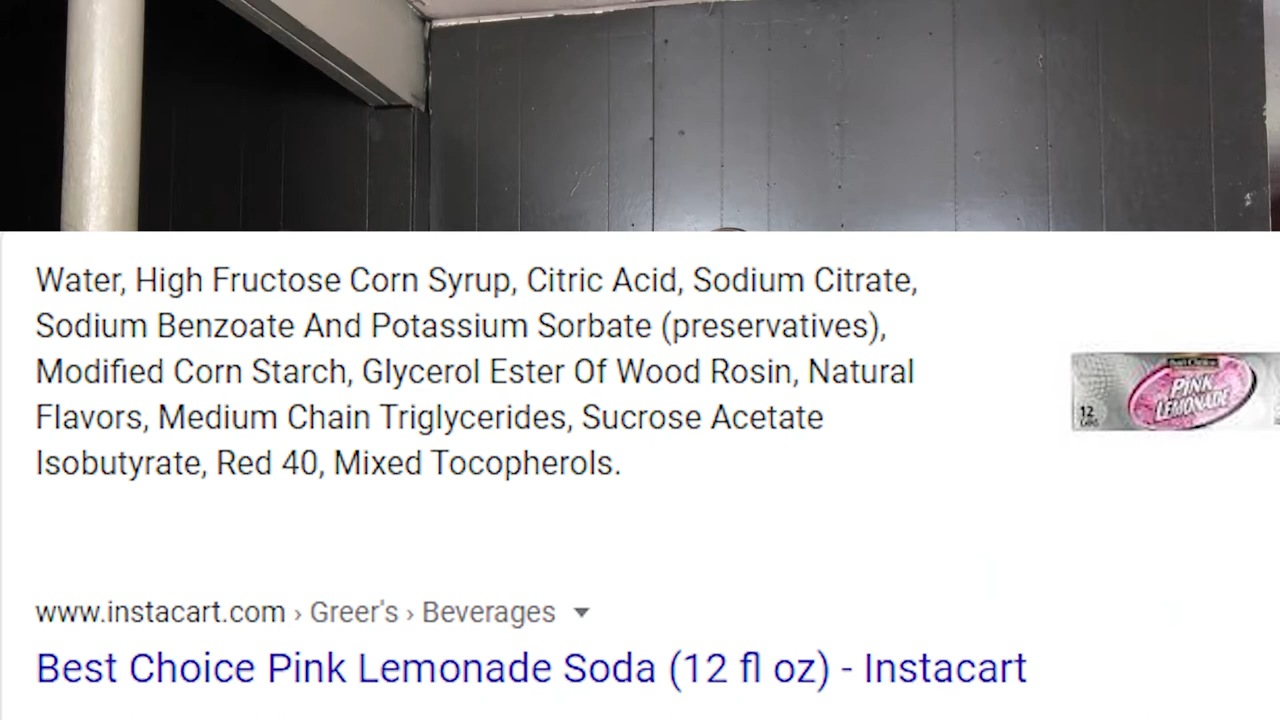 Water, High Fructose Corn Syrup, Citric Acid, Sodium Citrate,
Sodium Benzoate And Potassium Sorbate (preservatives),
Modified Corn Starch, Glycerol Ester Of Wood Rosin, Natural
Flavors, Medium Chain Triglycerides, Sucrose Acetate
Isobutyrate, Red 40, Mixed Tocopherols.
PINK
LEMONADE
12
www.instacart.com › Greer's › Beverages
Best Choice Pink Lemonade Soda (12 fl oz) - Instacart